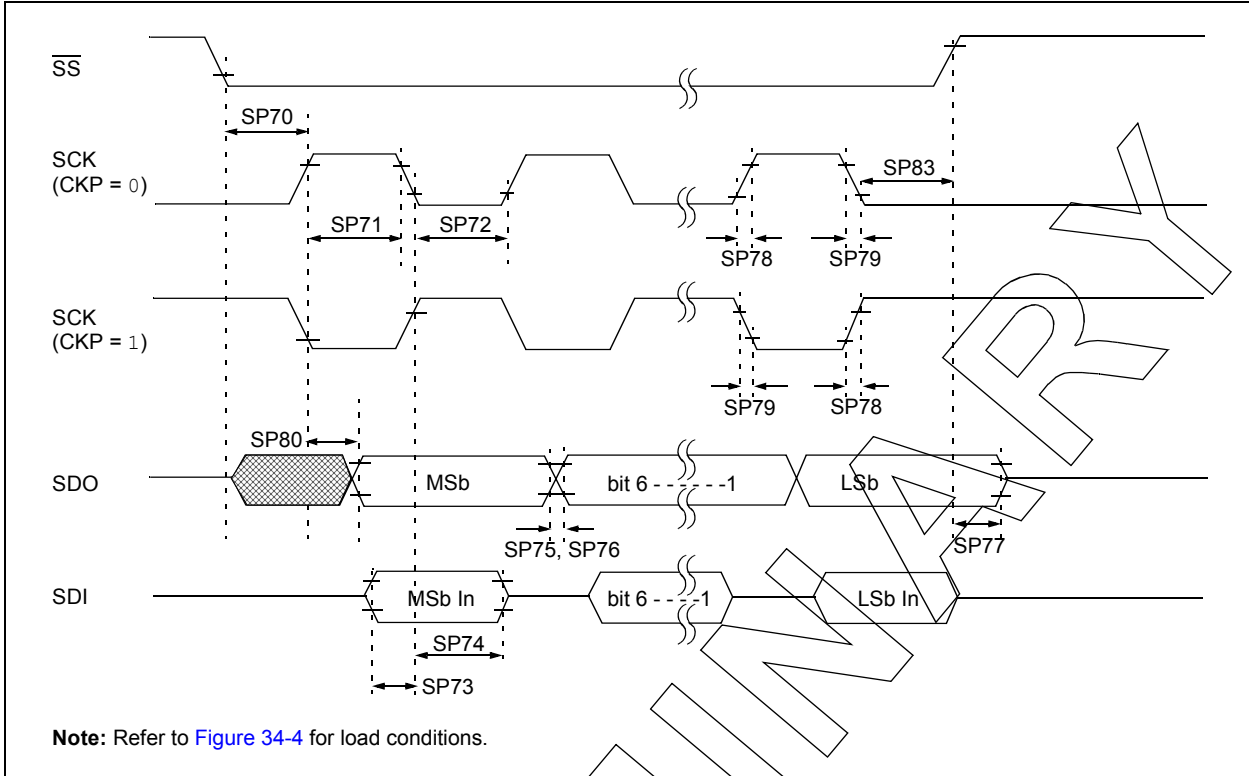 SS
SP70
SCK
(CKP = 0)
SP83
SP71
SP72
SP78
SP79
SCK
(CKP = 1)
SP79
SP78
SP80
SDO
MSb
bit 6 - - - - - -1
LSb
SP75, SP76
SP77
SDI
MSb In
bit 6 - - - -1
LSb In
SP74
SP73
Note: Refer to Figure 34-4 for load conditions.
INARY